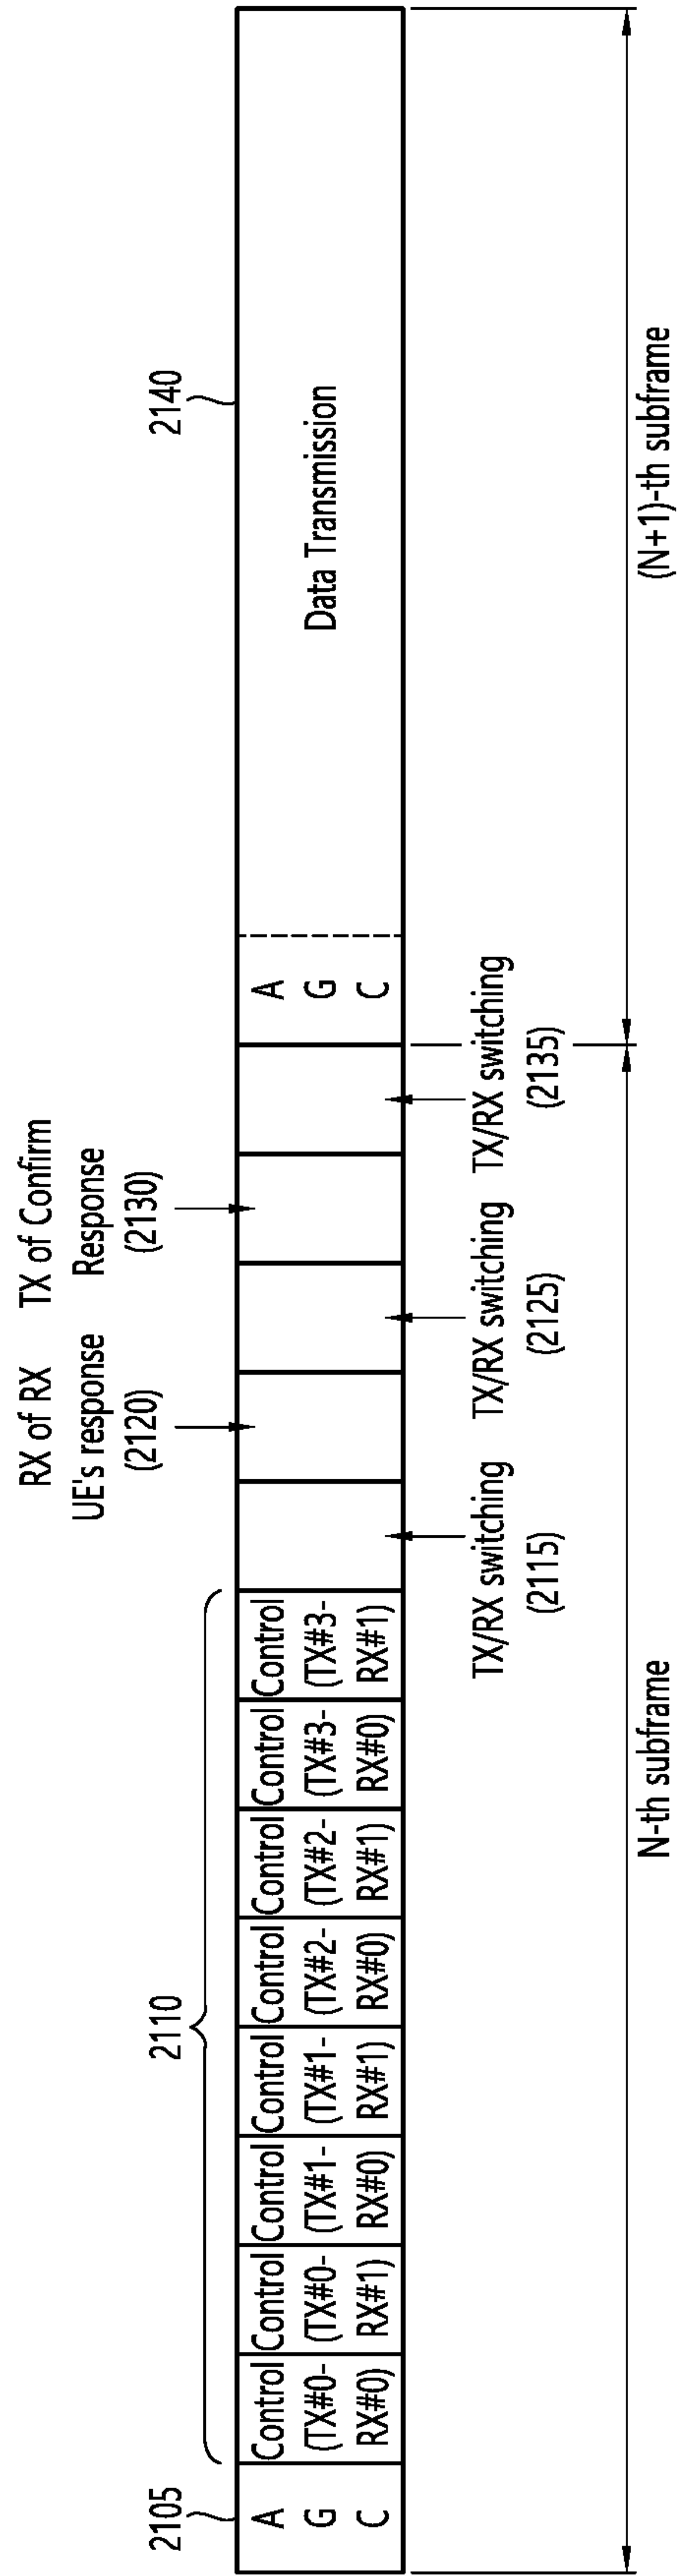 RX of RX
UE's response
(2120)
TX of Confirm
Response
(2130)
2105
2110
2140
A
G
C
Control
(TX#0-
RX#0)
Control
(TX#0-
RX#1)
Control
(TX#1-
RX#0)
Control
(TX#1-
RX#1)
Control
(TX#2-
RX#0)
Control
(TX#2-
RX#1)
Control
(TX#3-
RX#0)
Control
(TX#3-
RX#1)
A
G
C
Data Transmission
TX/RX switching
(2115)
TX/RX switching
(2125)
TX/RX switching
(2135)
N-th subframe
(N+1)-th subframe